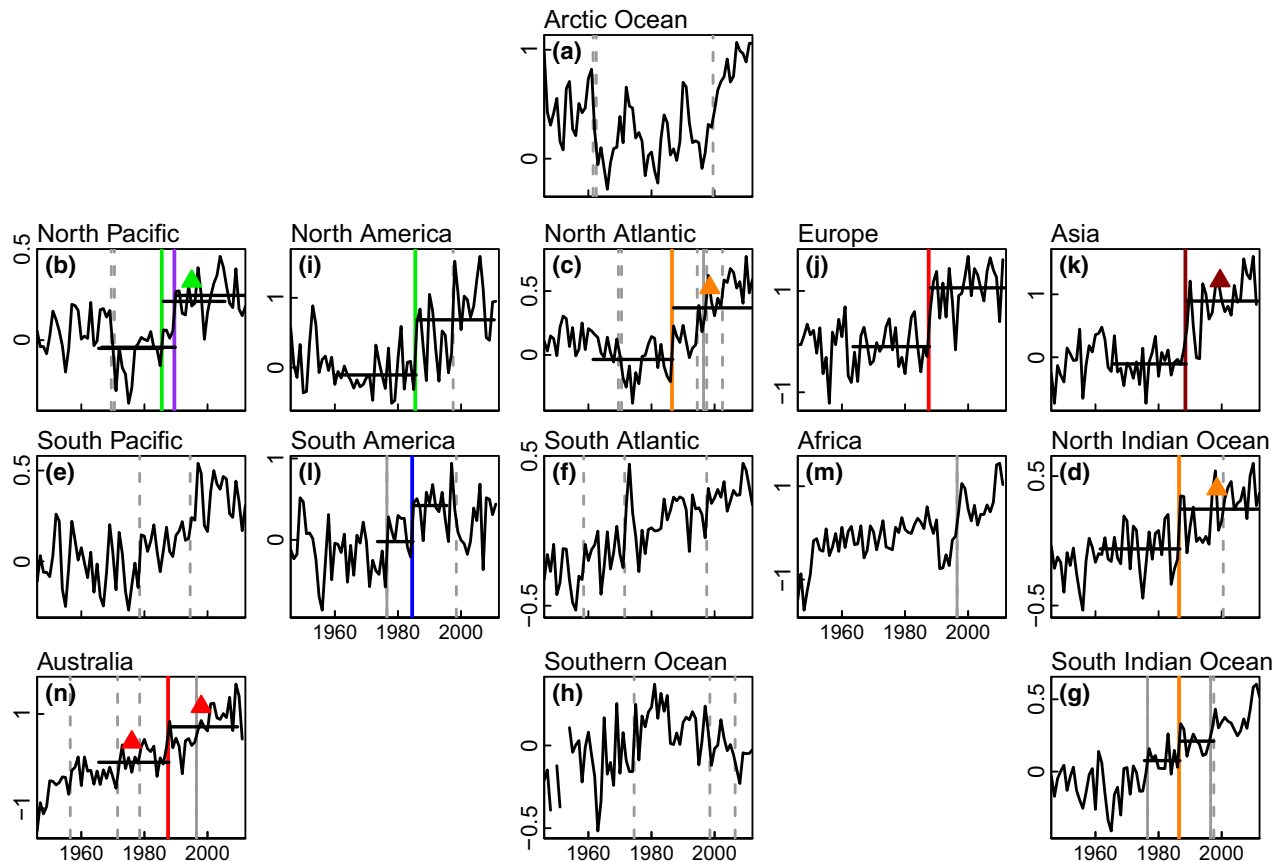 Arctic Ocean
(a)
1
0
North Pacific
(b)
0.5
0
North America
(i)
1
0
North Atlantic
(c)
0.5
0
Europe
(j)
1
−1
Asia
(k)
1
0
South Pacific
(e)
0.5
0
South America
(l)
1
0
1960 1980 2000
South Atlantic
(f)
0.5
−0.5
Africa
(m)
1
−1
1960 1980 2000
North Indian Ocean
(d)
0.5
−0.5
Australia
(n)
1
−1
1960 1980 2000
Southern Ocean
(h)
0
−0.5
1960 1980 2000
South Indian Ocean
(g)
0.5
0
1960 1980 2000